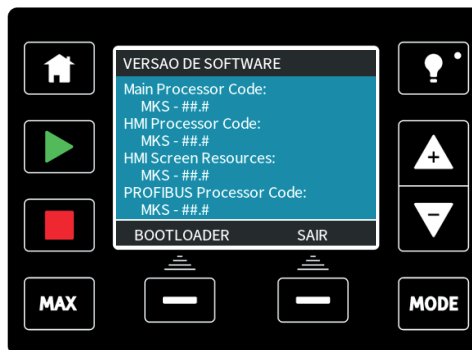 VERSAO DE SOFTWARE
Main Processor Code:
MKS - ##.#
HMI Processor Code:
MKS - ##.#
HMI Screen Resources:
MKS - ##.#
PROFIBUS Processor Code:
MKS - ##.#
BOOTLOADER SAIR
+
-
MAX
MODE